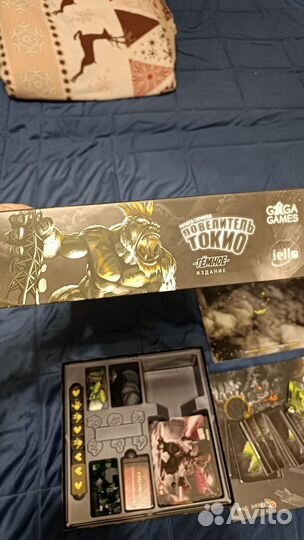 ПОВЕЛИТЕЛЬ
ТОКИО
-ТЁМНОЕ-
ИЗДАНИЕ
GAGA
GAMES
iello
Avito